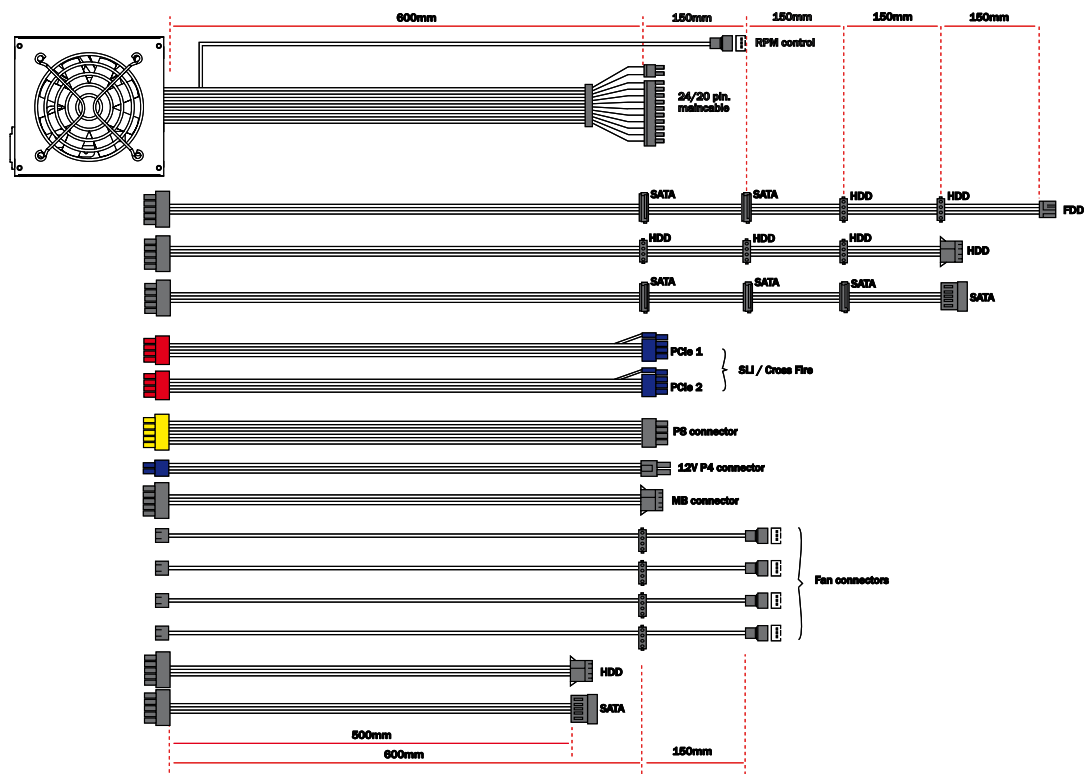 600mm
150mm
150mm
150mm
150mm
RPM control
24/20 pin.
maincable
SATA
SATA
HDD
HDD
FDD
HDD
HDD
HDD
HDD
SATA
SATA
SATA
SATA
PCIe 1
SLI / Cross Fire
PCIe 2
P8 connector
12V P4 connector
MB connector
Fan connectors
HDD
SATA
500mm
600mm
150mm